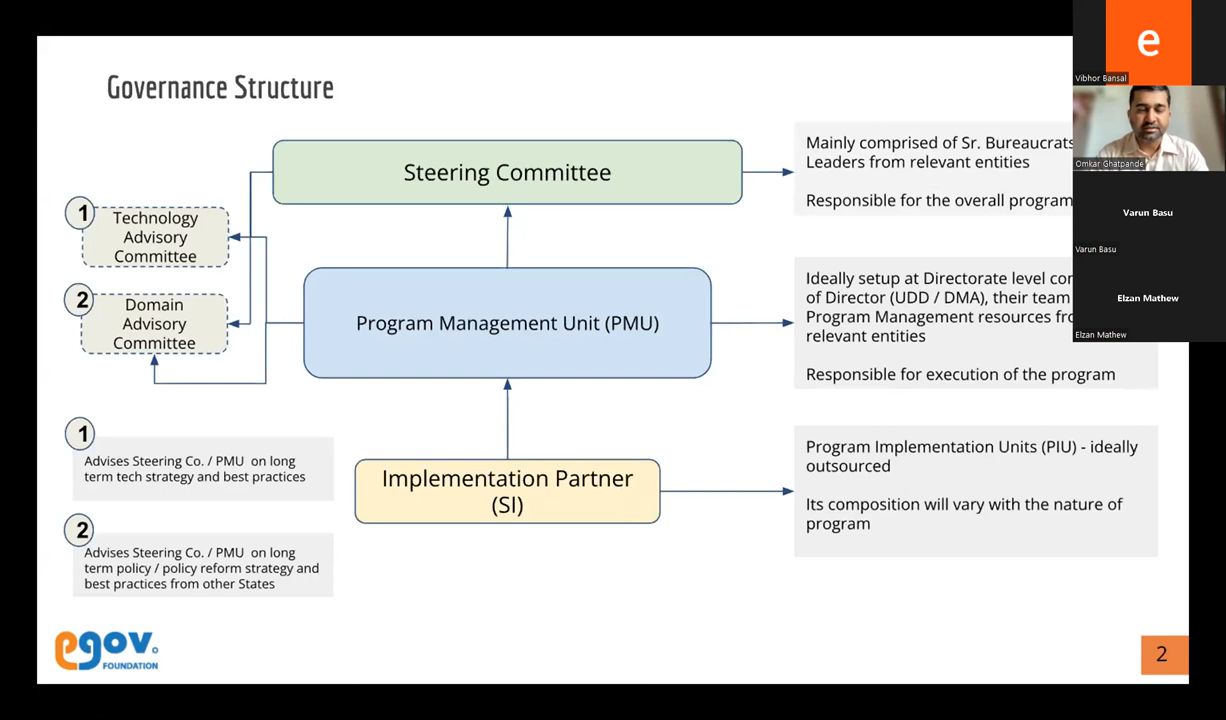 Governance Structure
Steering Committee
Mainly comprised of Sr. Bureaucrats
Leaders from relevant entities
Responsible for the overall program
1
Technology
Advisory
Committee
2
Domain
Advisory
Committee
Program Management Unit (PMU)
Ideally setup at Directorate level
of Director (UDD / DMA), their team
Program Management resources
relevant entities
Responsible for execution of the program
1
Advises Steering Co. / PMU on long
term tech strategy and best practices
Implementation Partner
(SI)
Program Implementation Units (PIU) - ideally
outsourced
Its composition will vary with the nature of
program
2
Advises Steering Co. / PMU on long
term policy / policy reform strategy and
best practices from other States
egov.
FOUNDATION
2
e
Vibhor Bansal
Omkar Ghatpande
Varun Basu
Varun Basu
Elzan Mathew
Elzan Mathew